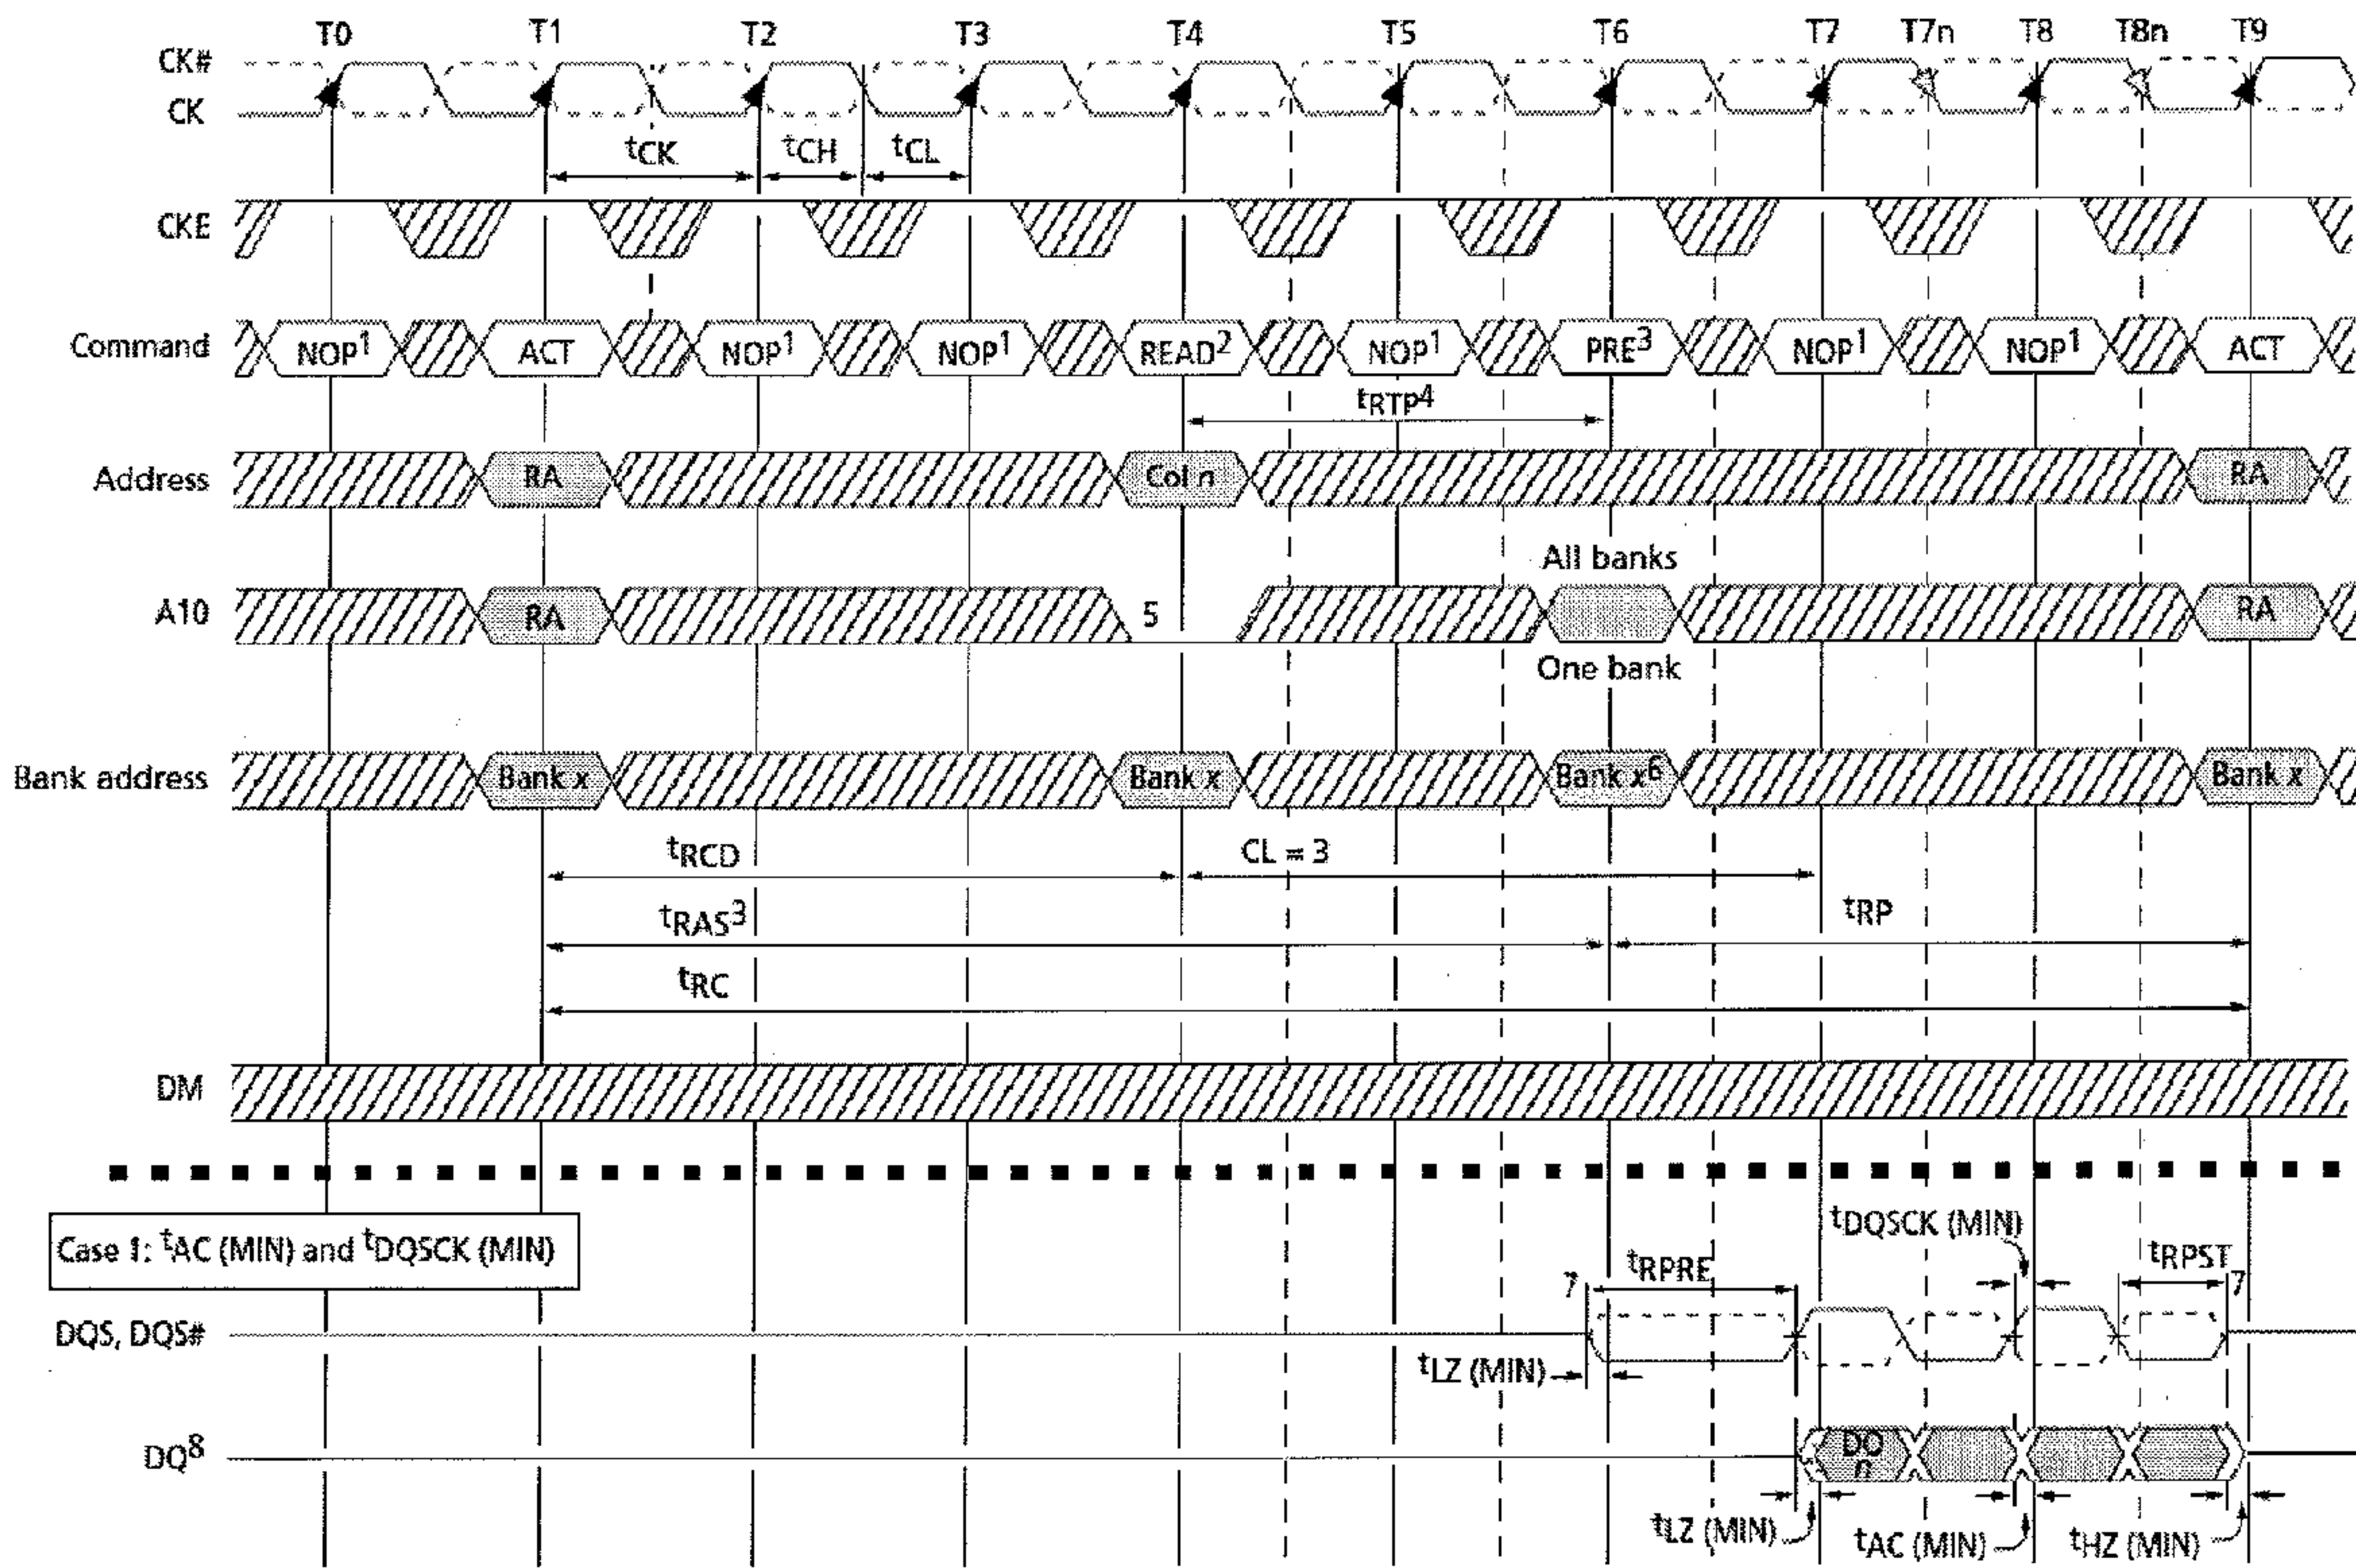 T0 T1 T2 T3 T4 T5 T6 T7 T7n T8 T8n T9
CK#
CK
tCK tCH tCL
CKE
Command NOP1 ACT NOP1 NOP1 READ2 NOP1 PRE3 NOP1 NOP1 ACT
tRTP4
Address RA Col n RA
All banks
A10 RA 5 RA
One bank
Bank address Bank x Bank x Bank x6 Bank x
tRCD CL = 3
tRAS3 tRP
tRC
DM
Case 1: tAC (MIN) and tDQSCK (MIN)
tDQSCK (MIN)
7 tRPRE tRPST 7
DQS, DQS#
tLZ (MIN)
DQ8 DO
n
tLZ (MIN) tAC (MIN) tHZ (MIN)